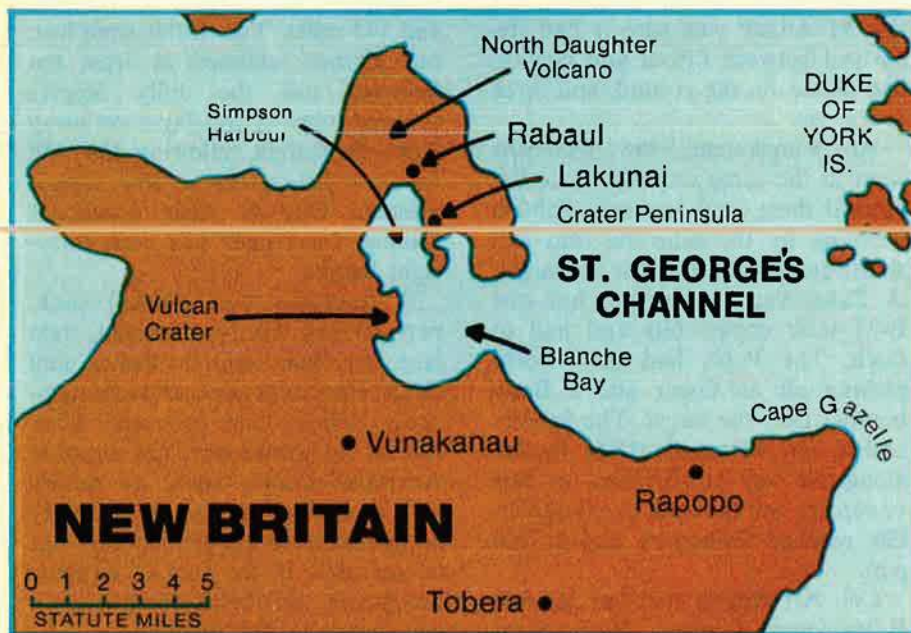 North Daughter
Volcano
DUKE
OF
YORK
IS.
Simpson
Harbour
Rabaul
Lakunai
Crater Peninsula
ST. GEORGE'S
CHANNEL
Vulcan
Crater
Blanche
Bay
Cape Gazelle
Vunakanau
Rapopo
NEW BRITAIN
0 1 2 3 4 5
STATUTE MILES
Tobera